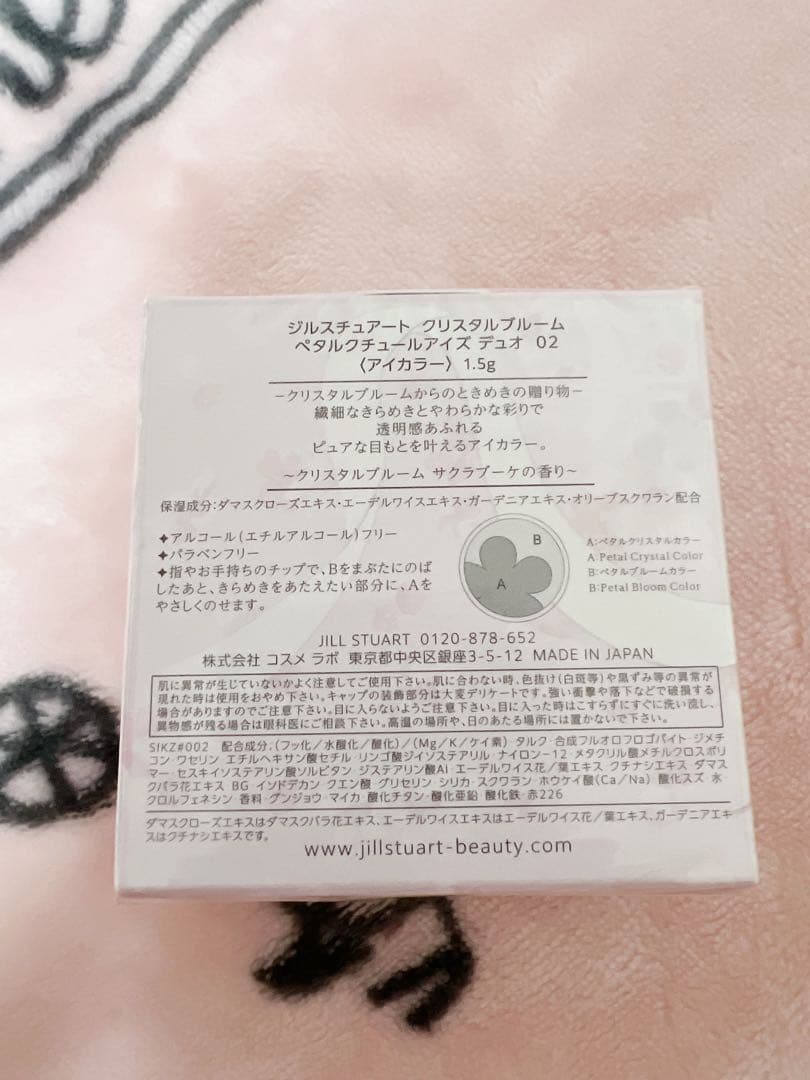 ジルスチュアート クリスタルブルーム
ペタルクチュールアイズ デュオ 02
〈アイカラー〉 1.5g
−クリスタルブルームからのときめきの贈り物−
繊細なきらめきとやわらかな彩りで
透明感あふれる
ピュアな目もとを叶えるアイカラー。
〜クリスタルブルーム サクラブーケの香り〜
保湿成分:ダマスクローズエキス・エーデルワイスエキス・ガーデニアエキス・オリーブスクワラン配合
✦アルコール(エチルアルコール)フリー
✦パラベンフリー
✦指やお手持ちのチップで、Bをまぶたにのば
したあと、きらめきをあたえたい部分に、Aを
やさしくのせます。
B
A
A:ペタルクリスタルカラー
A:Petal Crystal Color
B:ペタルブルームカラー
B:Petal Bloom Color
JILL STUART 0120-878-652
株式会社 コスメ ラボ 東京都中央区銀座3-5-12 MADE IN JAPAN
肌に異常が生じていないかよく注意してご使用下さい。肌に合わない時、色抜け(白斑等)や黒ずみ等の異常が
現れた時は使用をおやめ下さい。キャップの装飾部分は大変デリケートです。強い衝撃や落下などで破損する
場合がありますのでご注意下さい。目に入らないようご注意下さい。目に入った時はこすらずにすぐに洗い流し、
異物感が残る場合は眼科医にご相談下さい。高温の場所や、日のあたる場所には置かないで下さい。
SIKZ#002 配合成分:(フッ化/水酸化/酸化)/(Mg/K/ケイ素)・タルク・合成フルオロフロゴパイト・ジメチ
コン・ワセリン・エチルヘキサン酸セチル・リンゴ酸ジイソステアリル・ナイロン-12・メタクリル酸メチルクロスポリ
マー・セスキイソステアリン酸ソルビタン・ジステアリン酸Al・エーデルワイス花/葉エキス・クチナシエキス・ダマス
クバラ花エキス・BG・イソドデカン・クエン酸・グリセリン・シリカ・スクワラン・ホウケイ酸(Ca/Na)・酸化スズ・水・
クロルフェネシン・香料・グンジョウ・マイカ・酸化チタン・酸化亜鉛・酸化鉄・赤226
ダマスクローズエキスはダマスクバラ花エキス、エーデルワイスエキスはエーデルワイス花/葉エキス、ガーデニアエキ
スはクチナシエキスです。
www.jillstuart-beauty.com